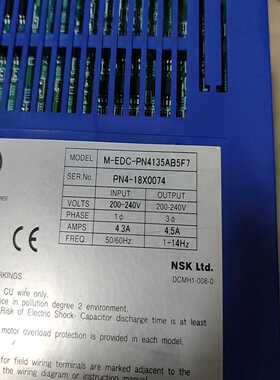 MODEL M-EDC-PN4135AB5F7
SER.No. PN4-18X0074
INPUT OUTPUT
VOLTS 200-240V 200-240V
PHASE 1ϕ 3ϕ
AMPS 4.3A 4.5A
FREQ. 50/60Hz 1-14Hz
NSK Ltd.
DCMH1-008-0
CE
RKINGS
CU wire only.
ice in pollution degree 2 environment.
Risk of Electric Shock- Capacitor discharge time is at least
motor overload protection is provided in each model.
for field wiring terminals are marked adjacent to the
the wiring diagram or instruction manual